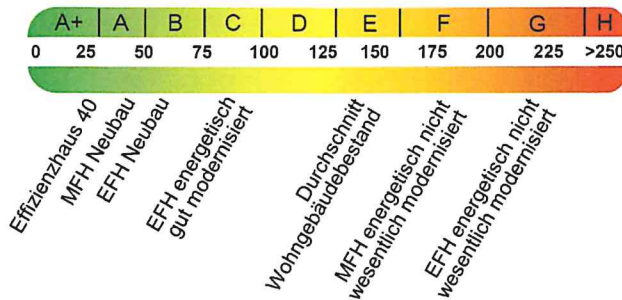 A+ A B C D E F G H
0 25 50 75 100 125 150 175 200 225 >250
Effizienzhaus 40
MFH Neubau
EFH Neubau
EFH energetisch
gut modernisiert
Durchschnitt
Wohngebäudebestand
MFH energetisch nicht
wesentlich modernisiert
EFH energetisch nicht
wesentlich modernisiert